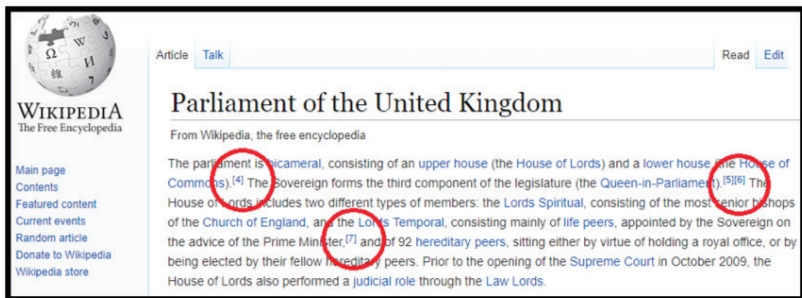 Article Talk Read Edit
WIKIPEDIA
The Free Encyclopedia
Main page
Contents
Featured content
Current events
Random article
Donate to Wikipedia
Wikipedia store
Parliament of the United Kingdom
From Wikipedia, the free encyclopedia
The parliament is bicameral, consisting of an upper house (the House of Lords) and a lower house (the House of
Commons).[4] The Sovereign forms the third component of the legislature (the Queen-in-Parliament).[5][6] The
House of Lords includes two different types of members: the Lords Spiritual, consisting of the most senior bishops
of the Church of England, and the Lords Temporal, consisting mainly of life peers, appointed by the Sovereign on
the advice of the Prime Minister,[7] and of 92 hereditary peers, sitting either by virtue of holding a royal office, or by
being elected by their fellow hereditary peers. Prior to the opening of the Supreme Court in October 2009, the
House of Lords also performed a judicial role through the Law Lords.